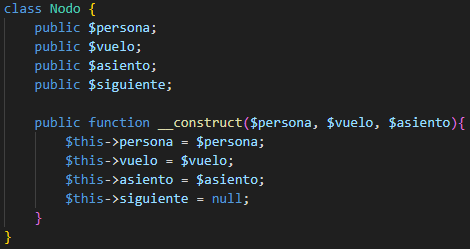 class Nodo {
    public $persona;
    public $vuelo;
    public $asiento;
    public $siguiente;

    public function __construct($persona, $vuelo, $asiento){
        $this->persona = $persona;
        $this->vuelo = $vuelo;
        $this->asiento = $asiento;
        $this->siguiente = null;
    }
}